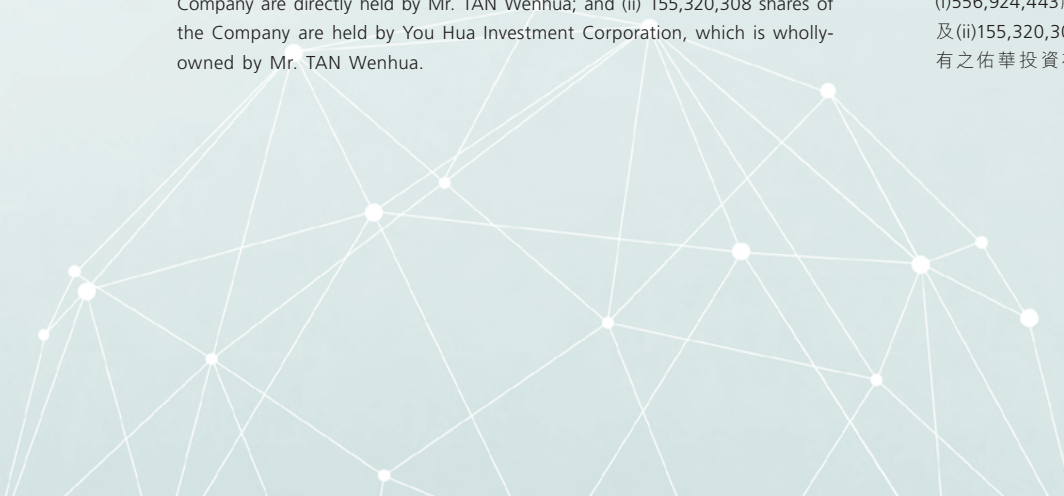 Company are directly held by Mr. TAN Wenhua; and (ii) 155,320,308 shares of
the Company are held by You Hua Investment Corporation, which is wholly-
owned by Mr. TAN Wenhua.
(i)556,924,443
及(ii)155,320,30
有之佑華投資